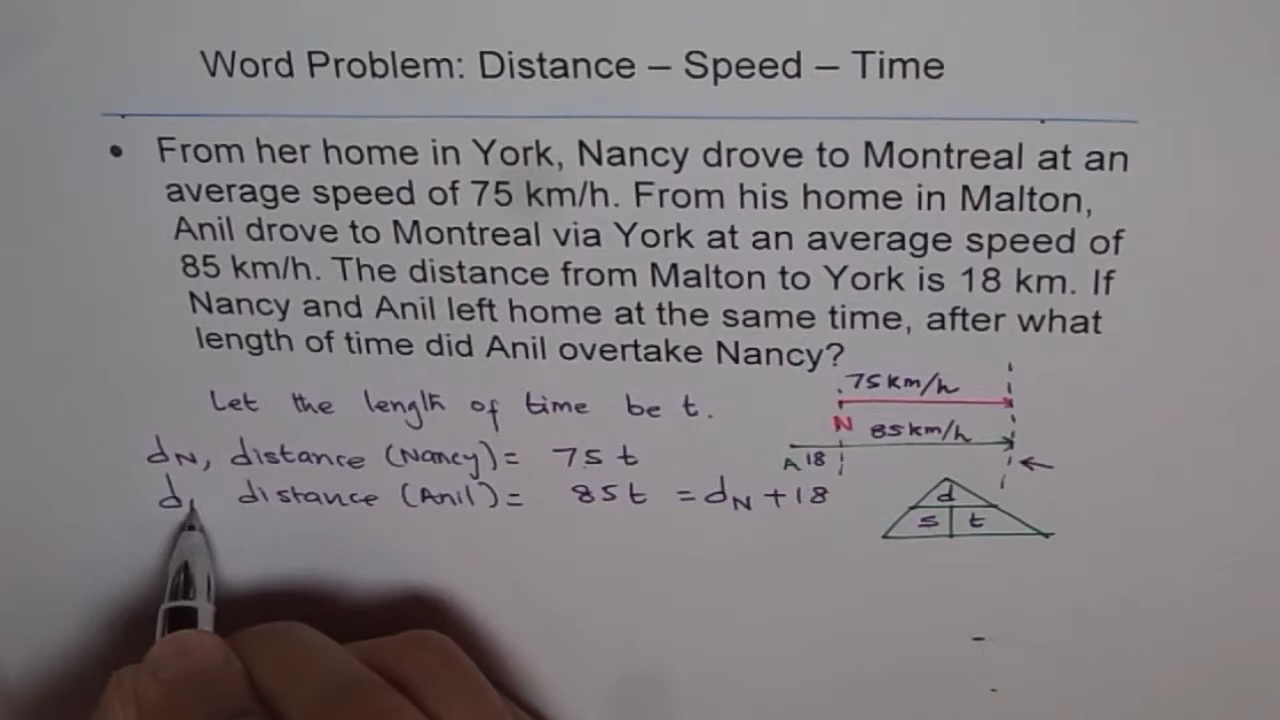 Word Problem: Distance – Speed – Time
• From her home in York, Nancy drove to Montreal at an
average speed of 75 km/h. From his home in Malton,
Anil drove to Montreal via York at an average speed of
85 km/h. The distance from Malton to York is 18 km. If
Nancy and Anil left home at the same time, after what
length of time did Anil overtake Nancy?
75km/h
Let the length of time be t.
N 85km/h
A 18
dN, distance (Nancy) = 75t
d distance (Anil) = 85t = dN + 18
d
s t